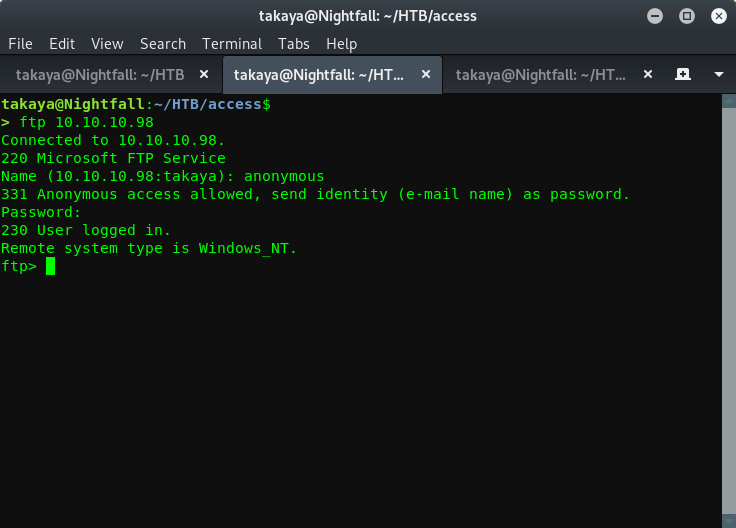 takaya@Nightfall: ~/HTB/access
File Edit View Search Terminal Tabs Help
takaya@Nightfall: ~/HTB takaya@Nightfall: ~/HT... takaya@Nightfall: ~/HT...
takaya@Nightfall:~/HTB/access$
> ftp 10.10.10.98
Connected to 10.10.10.98.
220 Microsoft FTP Service
Name (10.10.10.98:takaya): anonymous
331 Anonymous access allowed, send identity (e-mail name) as password.
Password:
230 User logged in.
Remote system type is Windows_NT.
ftp>